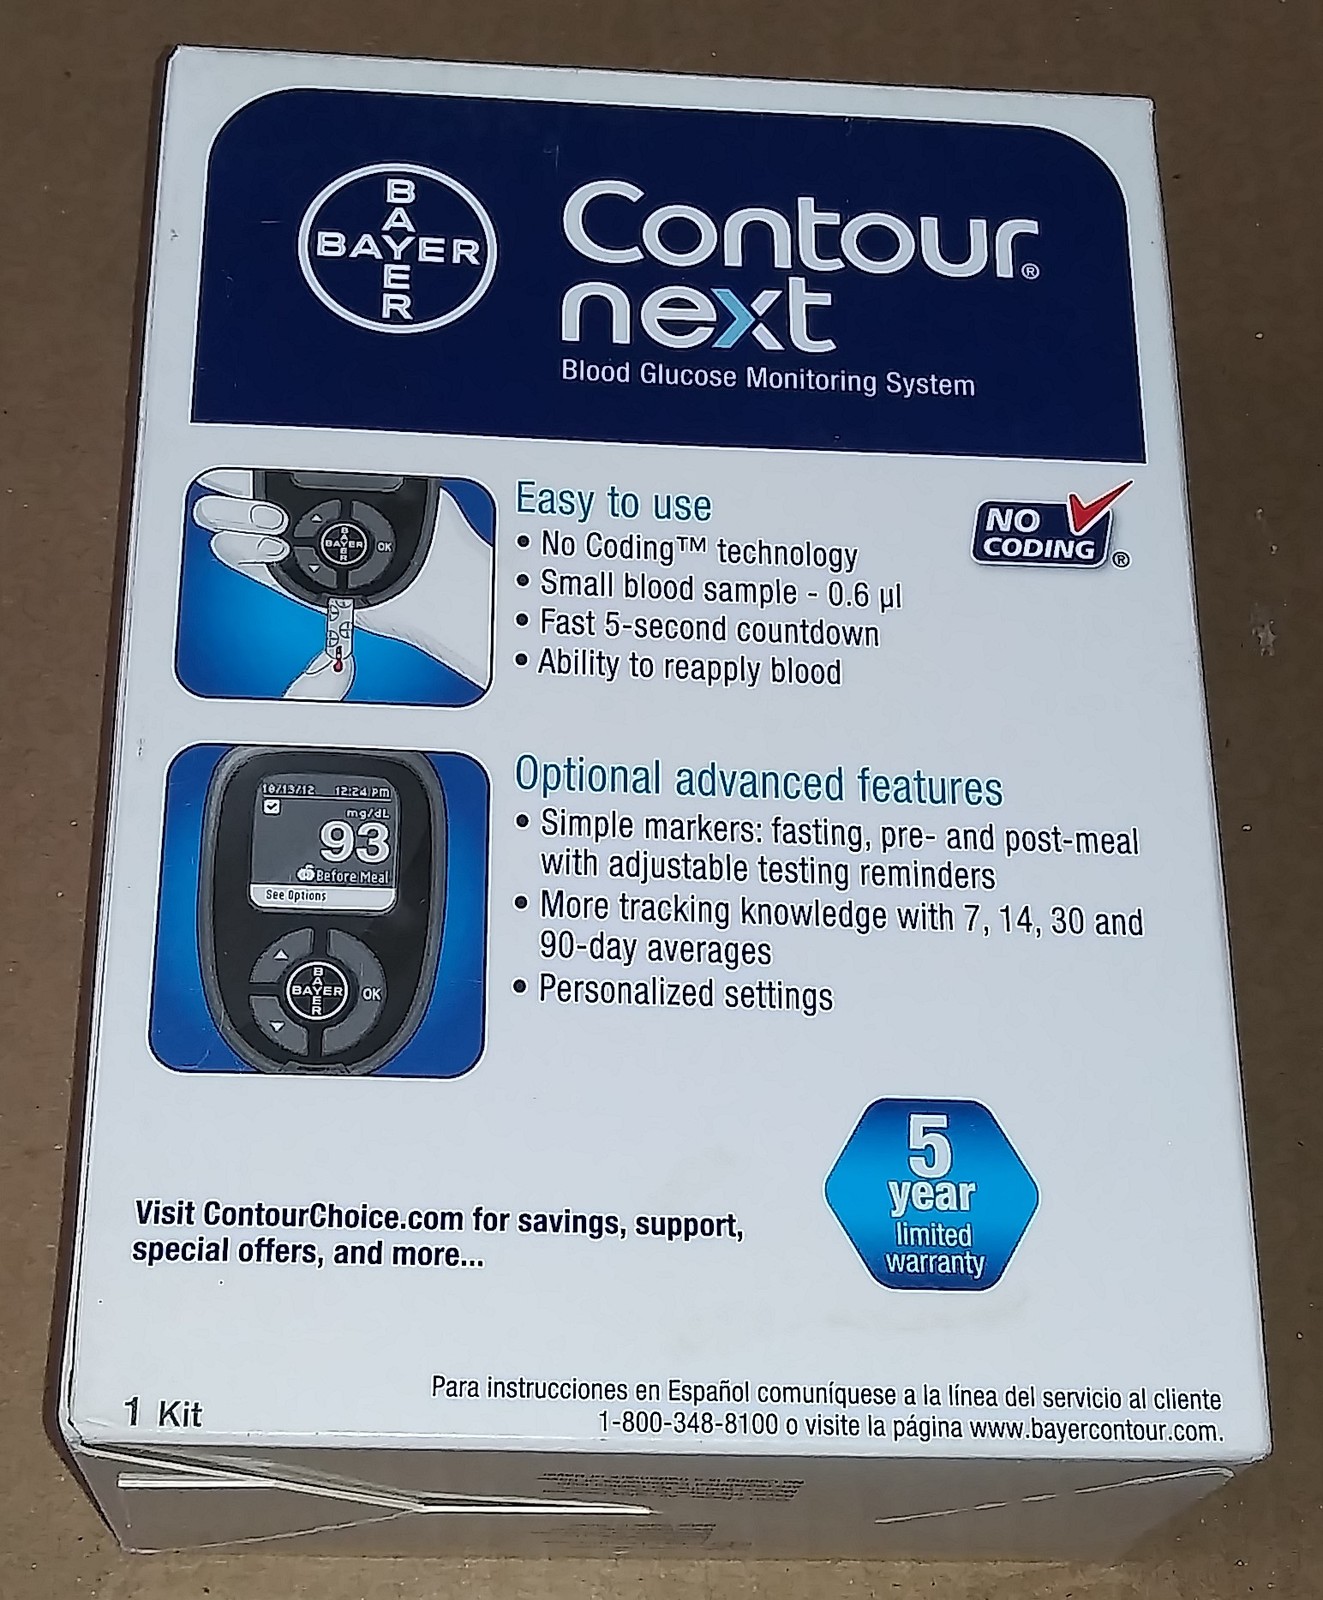 BAYER
BAYER
Contour®
next
Blood Glucose Monitoring System
BAYER
BAYER
OK
Easy to use
• No Coding™ technology
• Small blood sample - 0.6 µl
• Fast 5-second countdown
• Ability to reapply blood
NO
CODING®
10/13/12 12:24 pm
mg/dL
93
Before Meal
See Options
BAYER
BAYER
OK
Optional advanced features
• Simple markers: fasting, pre- and post-meal
with adjustable testing reminders
• More tracking knowledge with 7, 14, 30 and
90-day averages
• Personalized settings
5
year
limited
warranty
Visit ContourChoice.com for savings, support,
special offers, and more...
1 Kit
Para instrucciones en Español comuníquese a la línea del servicio al cliente
1-800-348-8100 o visite la página www.bayercontour.com.